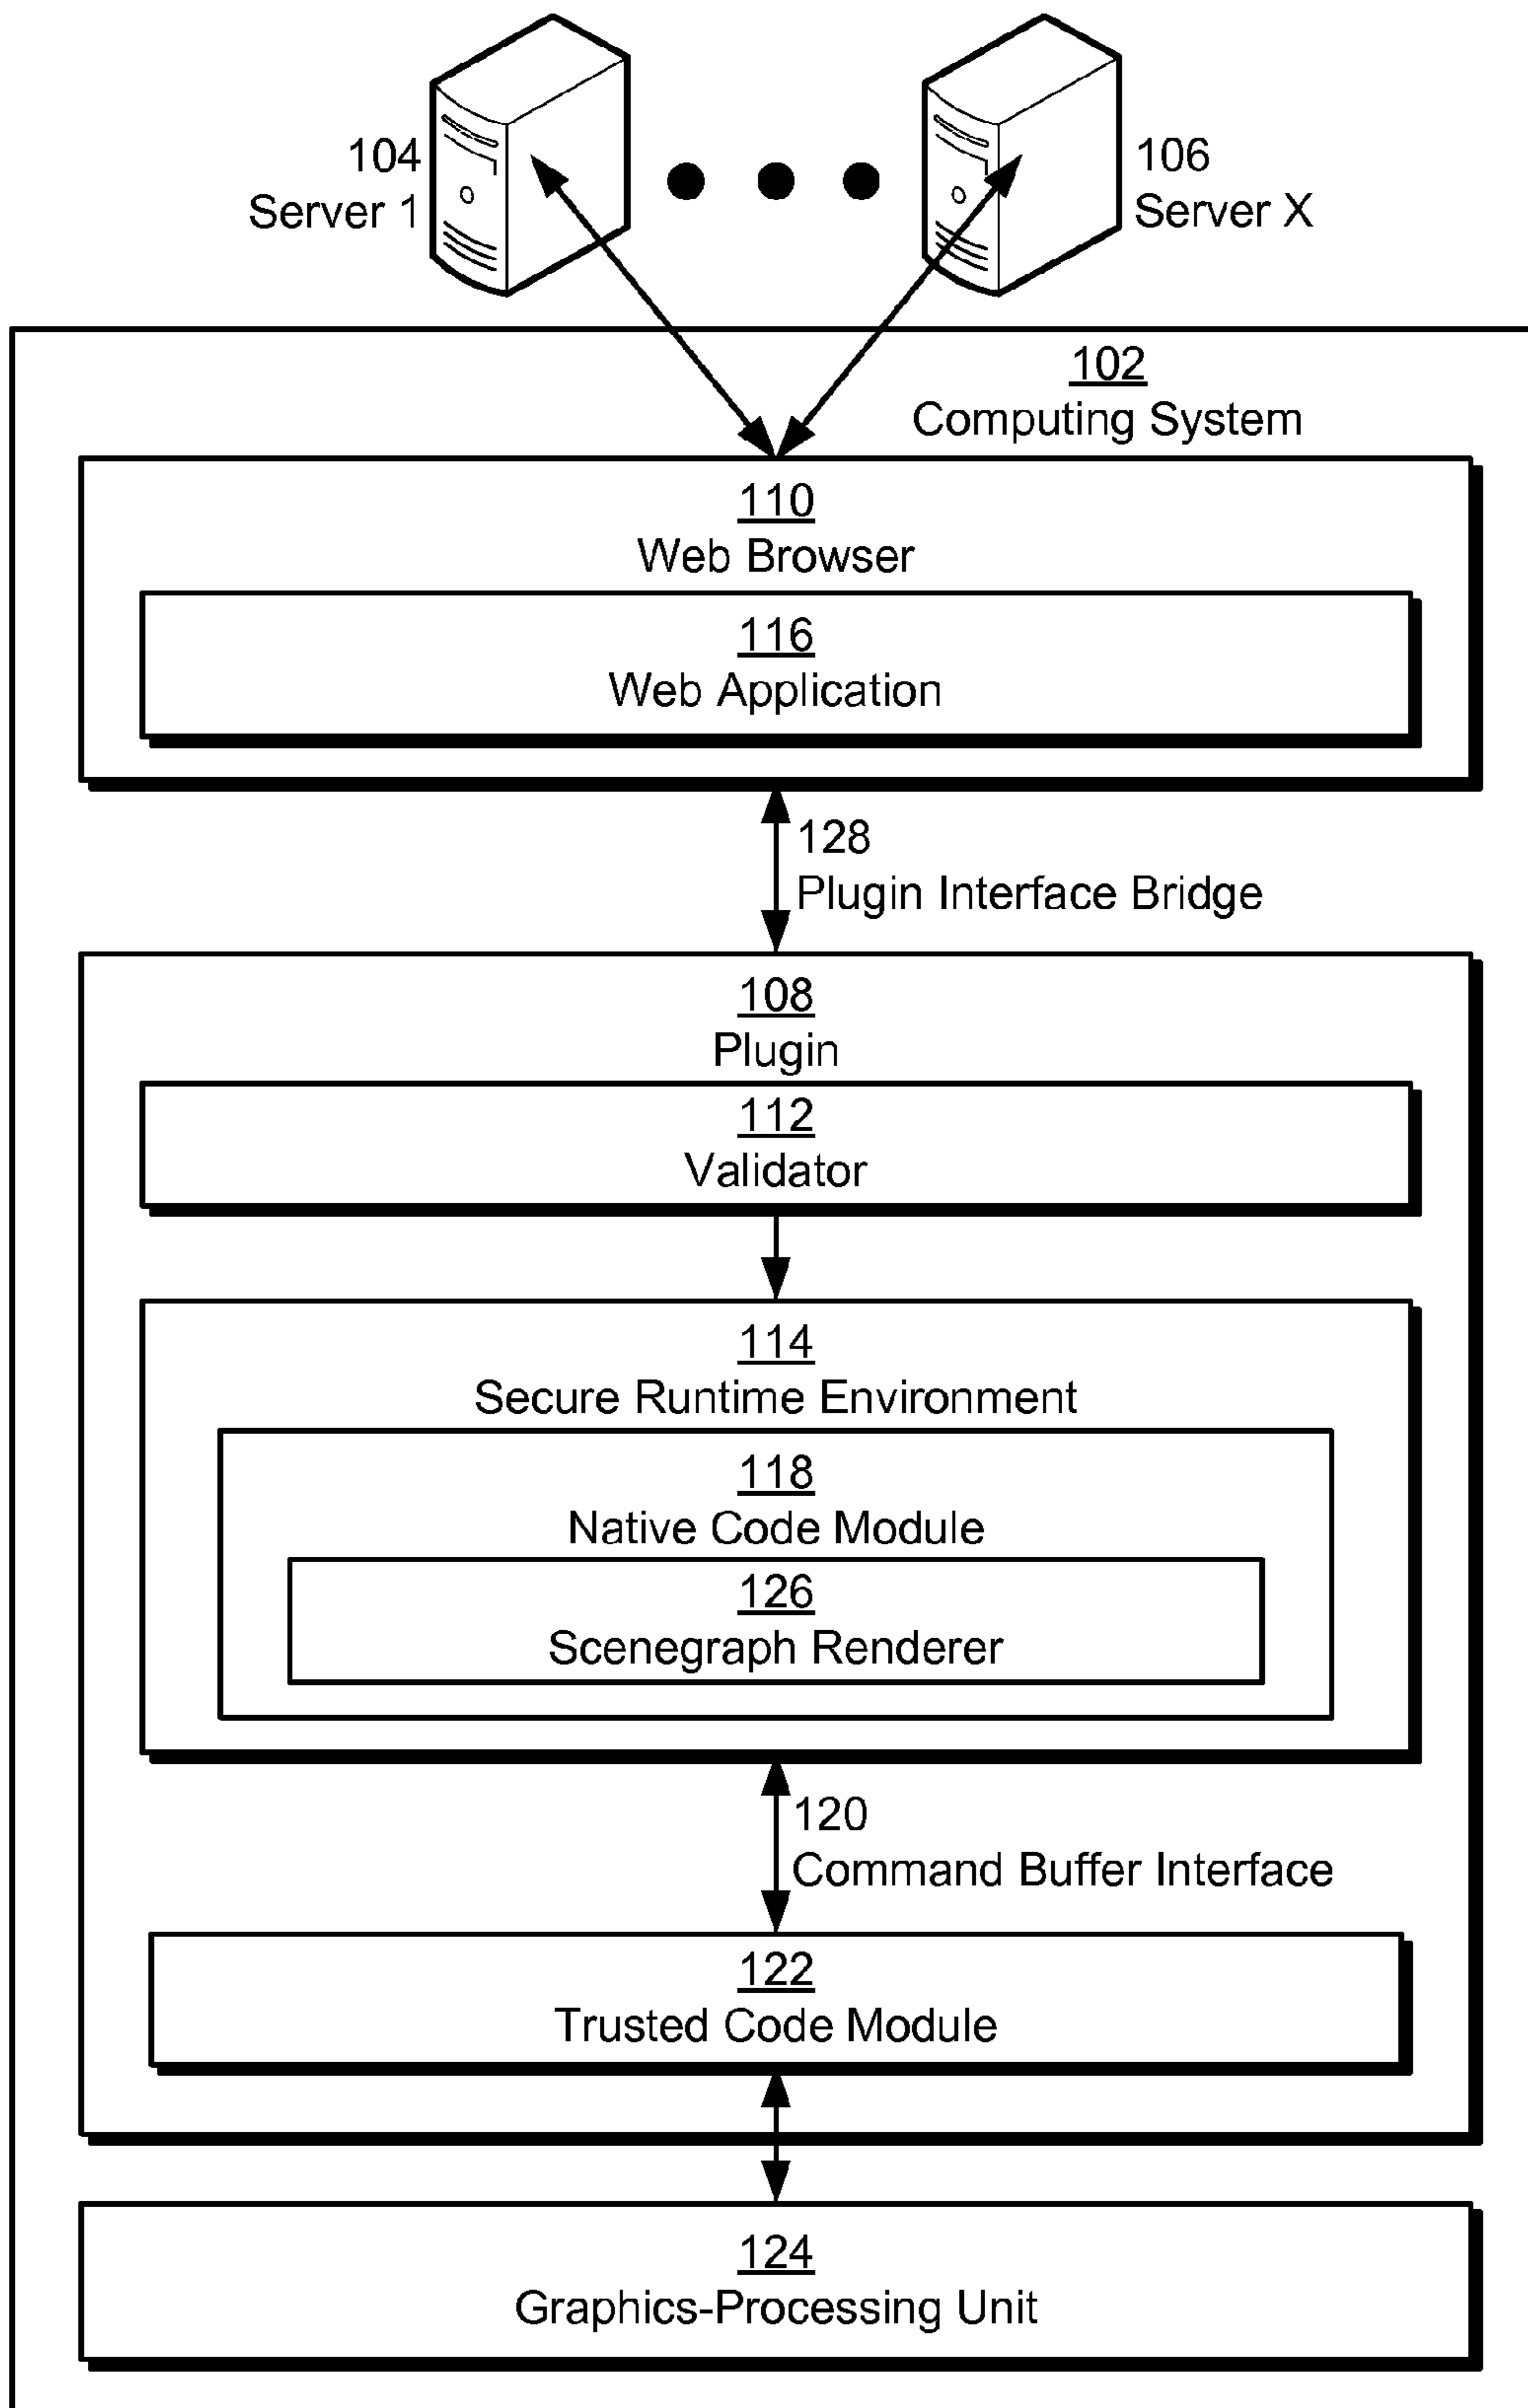 104
Server 1
106
Server X
102
Computing System
110
Web Browser
116
Web Application
128
Plugin Interface Bridge
108
Plugin
112
Validator
114
Secure Runtime Environment
118
Native Code Module
126
Scenegraph Renderer
120
Command Buffer Interface
122
Trusted Code Module
124
Graphics-Processing Unit